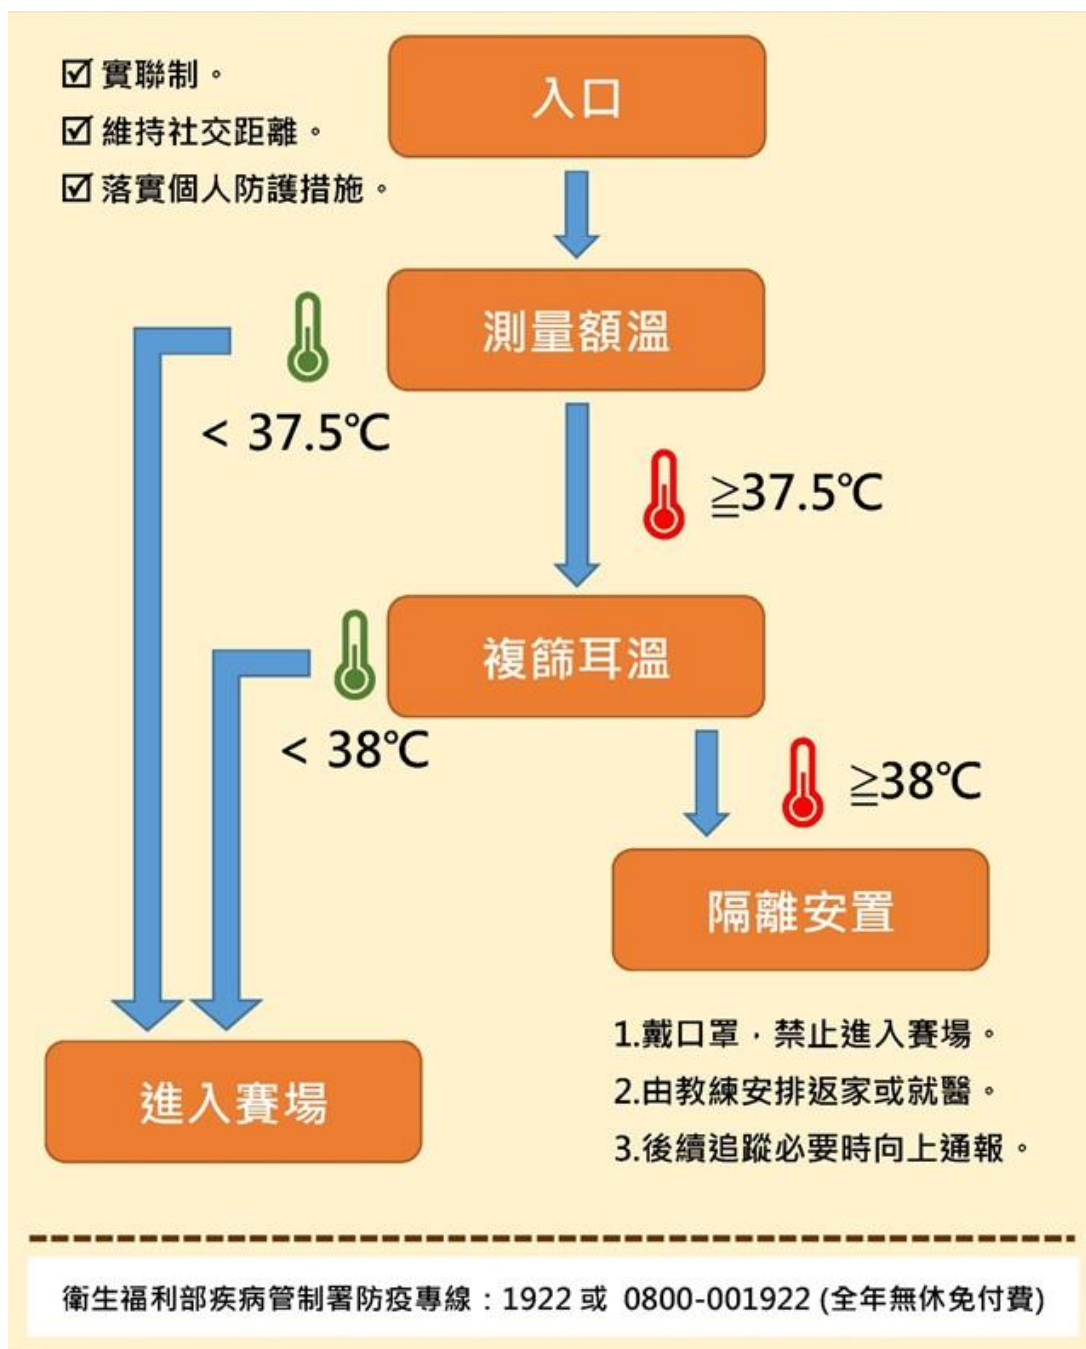 ☑ 實聯制。
☑ 維持社交距離。
☑ 落實個人防護措施。
入口
測量額溫
< 37.5℃
≧37.5℃
複篩耳溫
< 38℃
≧38℃
隔離安置
1.戴口罩，禁止進入賽場。
2.由教練安排返家或就醫。
3.後續追蹤必要時向上通報。
進入賽場
衛生福利部疾病管制署防疫專線：1922 或 0800-001922 (全年無休免付費)